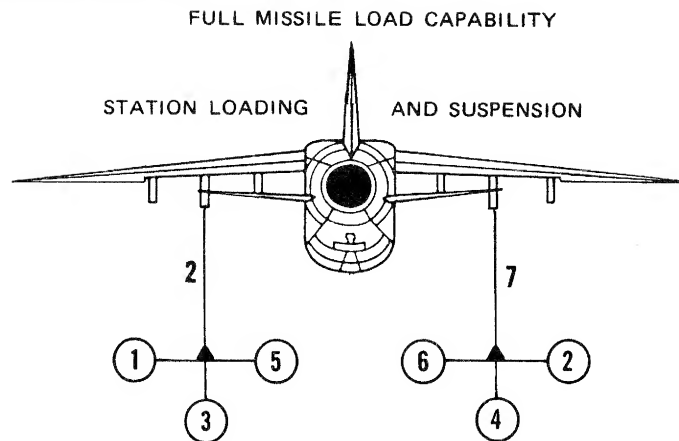 FULL MISSILE LOAD CAPABILITY
STATION LOADING AND SUSPENSION
2 7
1 5 6 2
3 4